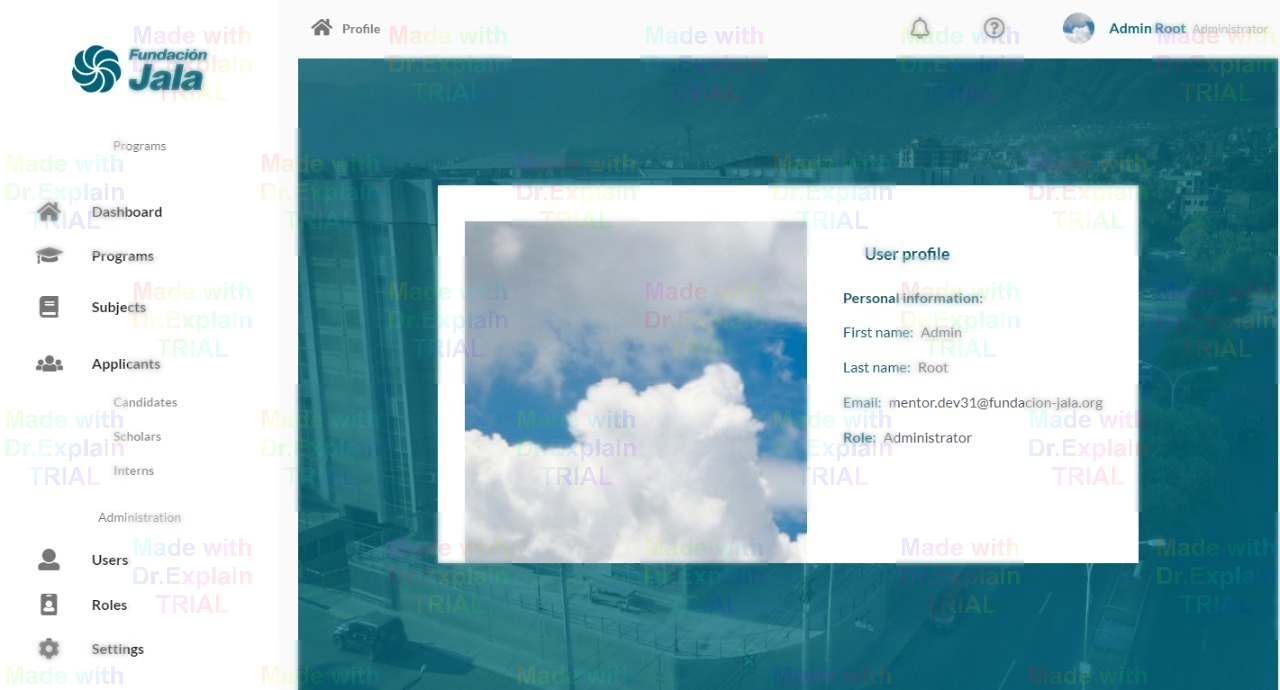 Fundación
Jala
Programs
Dashboard
Programs
Subjects
Applicants
Candidates
Scholars
Interns
Administration
Users
Roles
Settings
Profile
Admin Root Administrator
User profile
Personal information:
First name: Admin
Last name: Root
Email: mentor.dev31@fundacion-jala.org
Role: Administrator
Made with
Dr.Explain
TRIAL